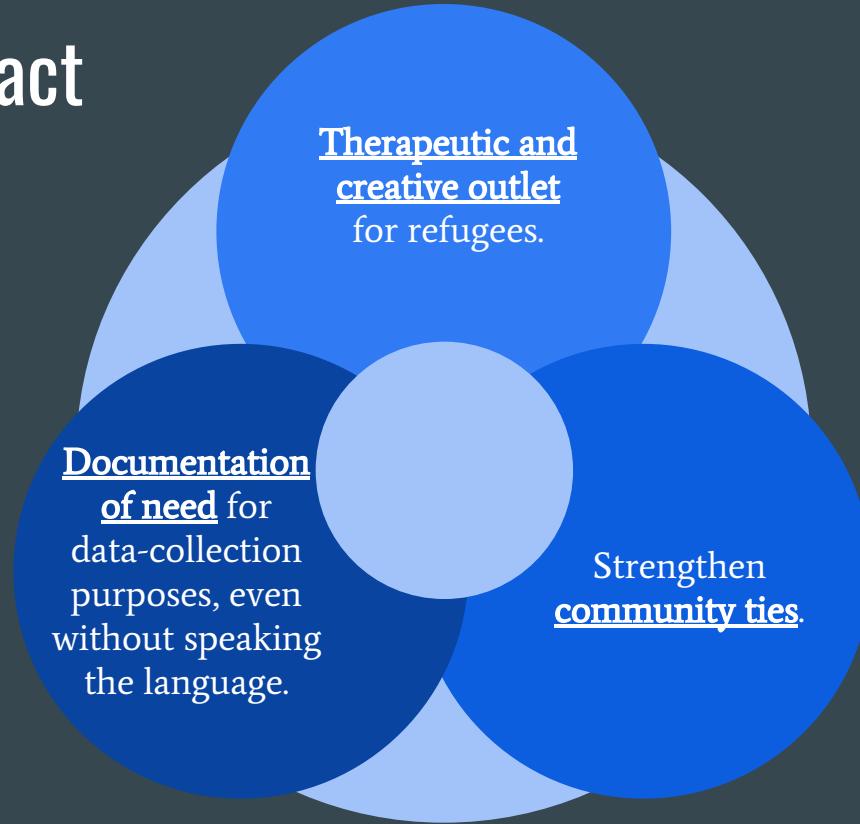 act
Therapeutic and
creative outlet
for refugees.
Documentation
of need for
data-collection
purposes, even
without speaking
the language.
Strengthen
community ties.